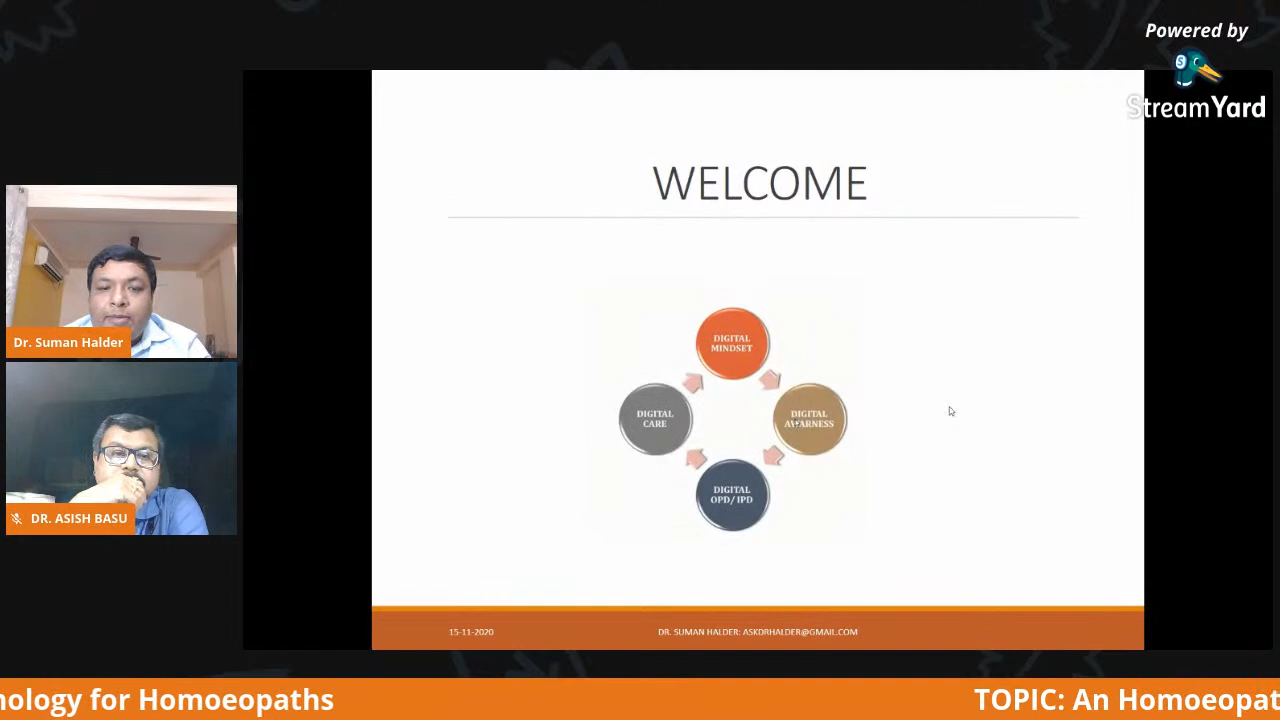 Powered by
StreamYard
WELCOME
DIGITAL
MINDSET
DIGITAL
CARE
DIGITAL
AWARNESS
DIGITAL
OPD/ IPD
Dr. Suman Halder
DR. ASISH BASU
15-11-2020
DR. SUMAN HALDER: ASKDRHALDER@GMAIL.COM
nology for Homoeopaths
TOPIC: An Homoeopat